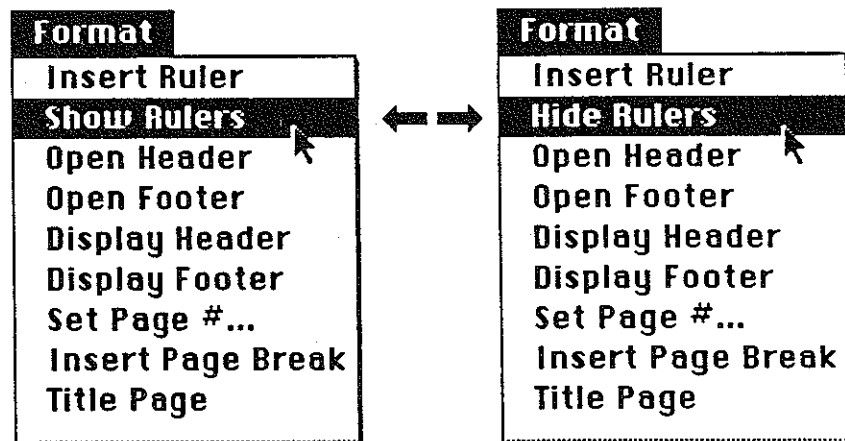 Format
Insert Ruler
Show Rulers
Open Header
Open Footer
Display Header
Display Footer
Set Page #...
Insert Page Break
Title Page
Format
Insert Ruler
Hide Rulers
Open Header
Open Footer
Display Header
Display Footer
Set Page #...
Insert Page Break
Title Page